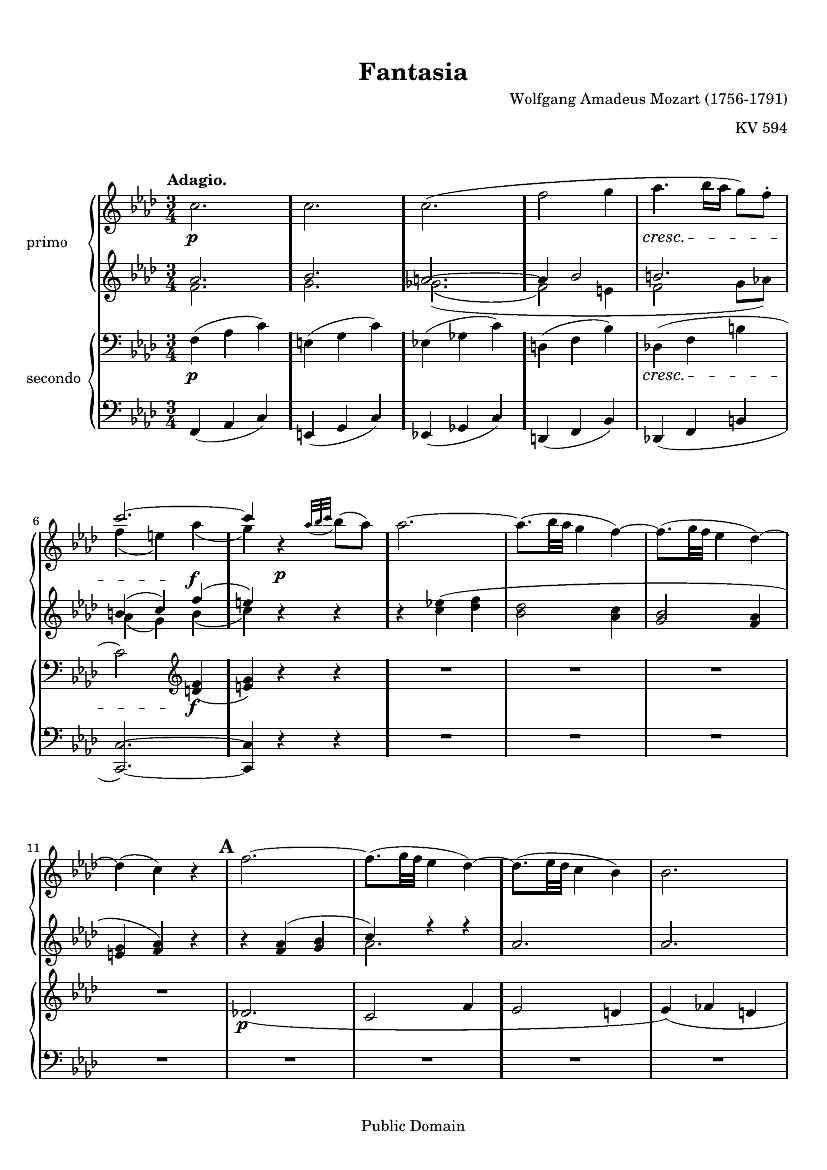 Fantasia
Wolfgang Amadeus Mozart (1756-1791)
KV 594
Adagio.
primo
p
cresc.
secondo
p
cresc.
6
f
p
f
11
A
p
Public Domain